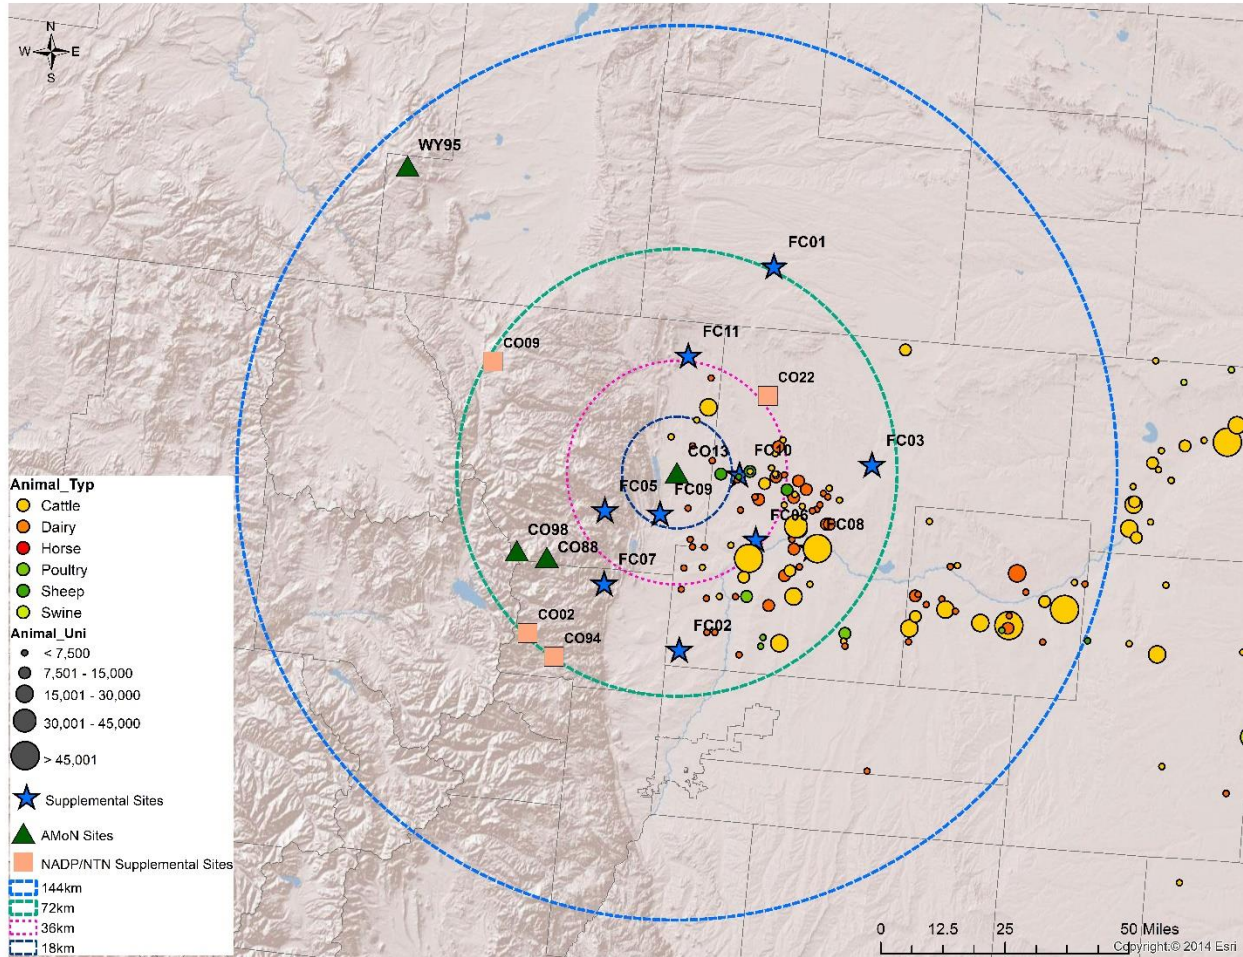 N
W E
S
WY95
FC01
FC11
CO09
CO22
FC03
CO13
FC10
FC05
FC09
FC06
FC08
CO98
CO88
FC07
CO02
CO94
FC02
Animal_Typ
Cattle
Dairy
Horse
Poultry
Sheep
Swine
Animal_Uni
< 7,500
7,501 - 15,000
15,001 - 30,000
30,001 - 45,000
> 45,001
Supplemental Sites
AMoN Sites
NADP/NTN Supplemental Sites
144km
72km
36km
18km
0 12.5 25 50 Miles
Copyright:© 2014 Esri